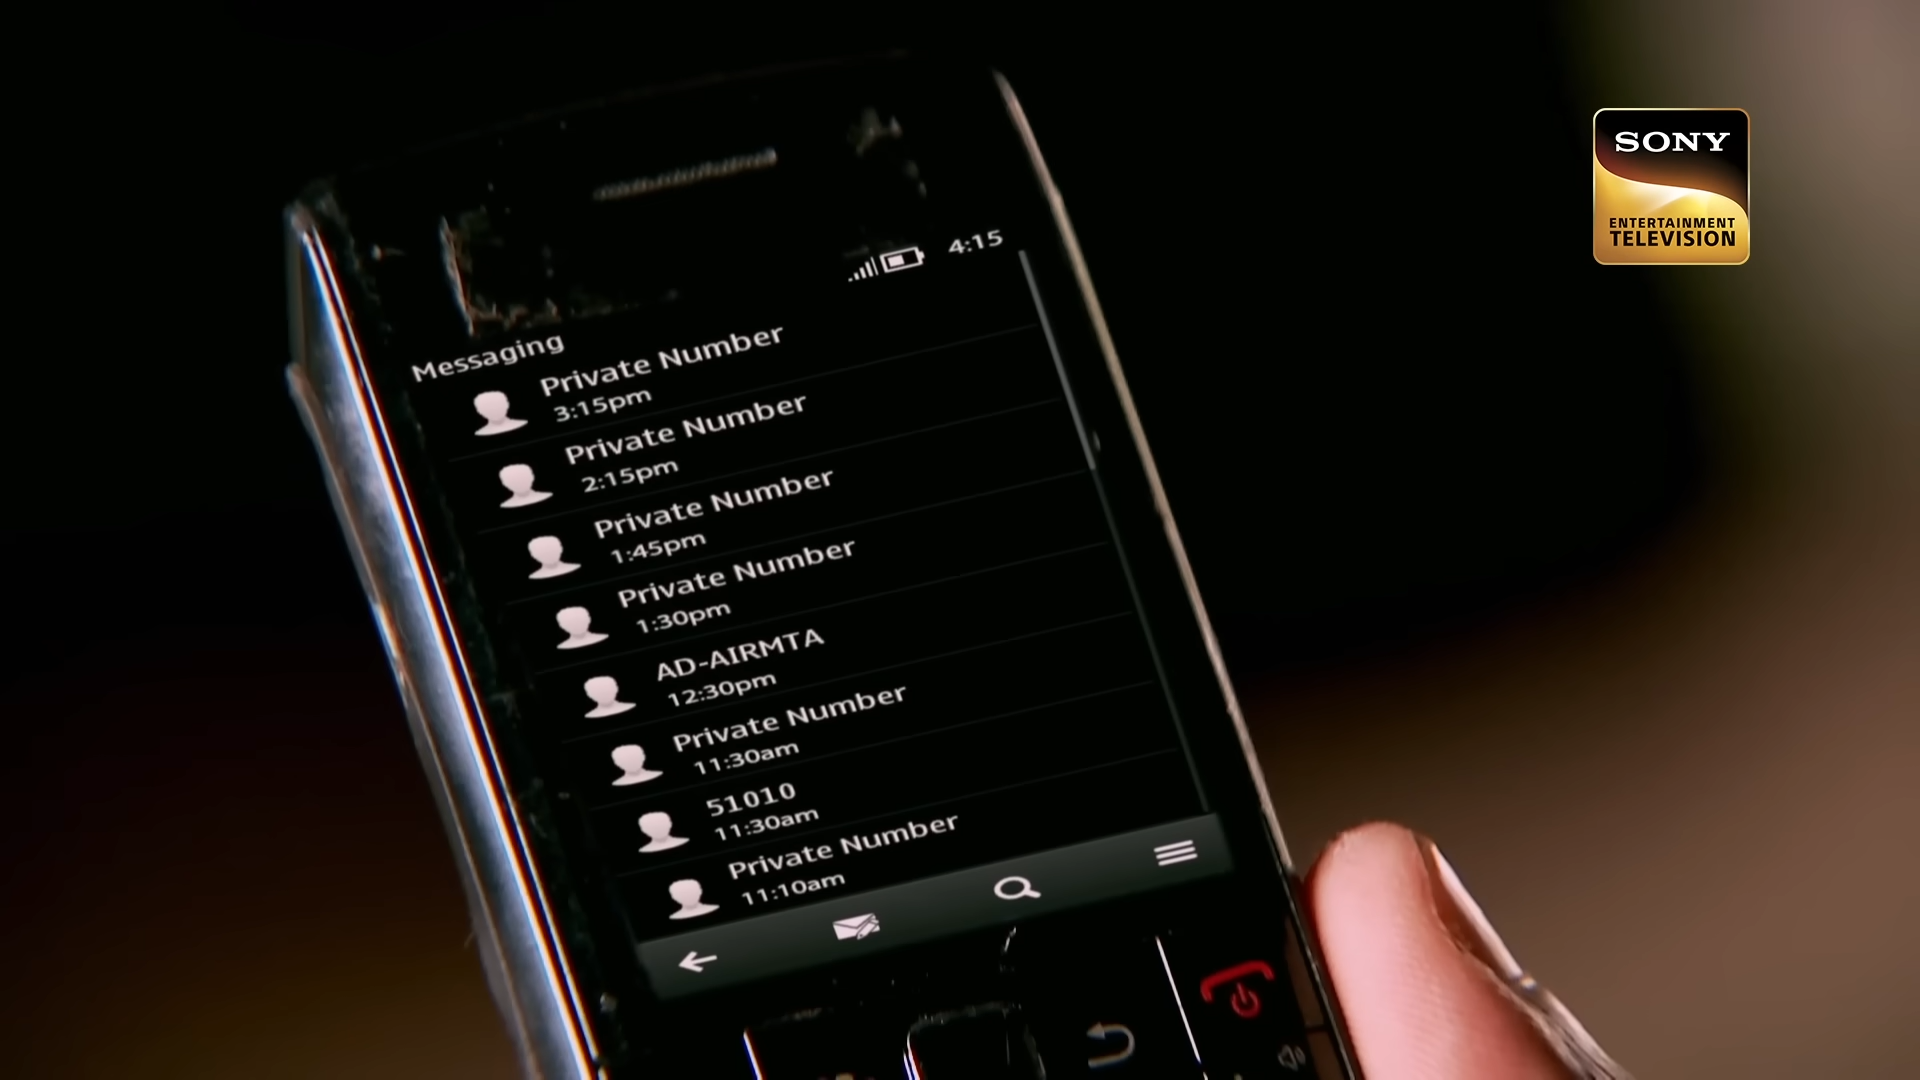 SONY
ENTERTAINMENT
TELEVISION
4:15
Messaging
Private Number
3:15pm
Private Number
2:15pm
Private Number
1:45pm
Private Number
1:30pm
AD-AIRMTA
12:30pm
Private Number
11:30am
51010
11:30am
Private Number
11:10am